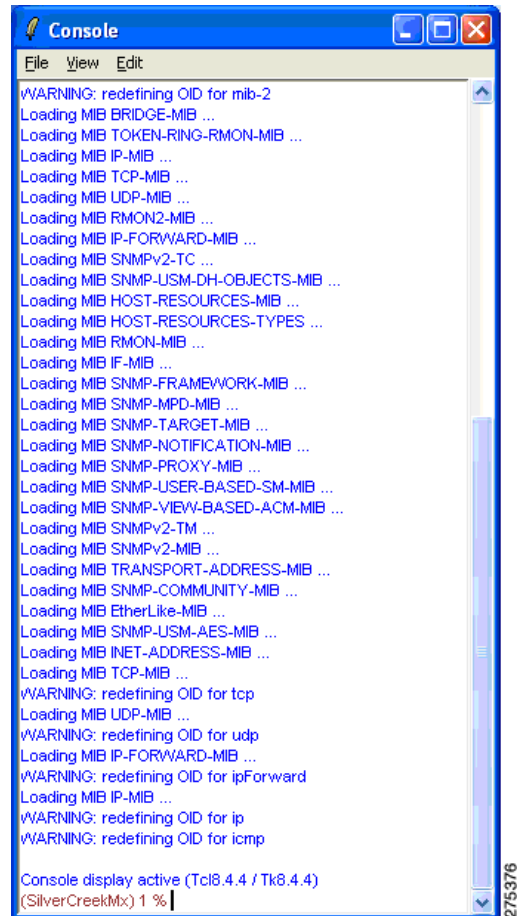 Console
File View Edit
WARNING: redefining OID for mib-2
Loading MIB BRIDGE-MIB ...
Loading MIB TOKEN-RING-RMON-MIB ...
Loading MIB IP-MIB ...
Loading MIB TCP-MIB ...
Loading MIB UDP-MIB ...
Loading MIB RMON2-MIB ...
Loading MIB IP-FORWARD-MIB ...
Loading MIB SNMPv2-TC ...
Loading MIB SNMP-USM-DH-OBJECTS-MIB ...
Loading MIB HOST-RESOURCES-MIB ...
Loading MIB HOST-RESOURCES-TYPES ...
Loading MIB RMON-MIB ...
Loading MIB IF-MIB ...
Loading MIB SNMP-FRAMEWORK-MIB ...
Loading MIB SNMP-MPD-MIB ...
Loading MIB SNMP-TARGET-MIB ...
Loading MIB SNMP-NOTIFICATION-MIB ...
Loading MIB SNMP-PROXY-MIB ...
Loading MIB SNMP-USER-BASED-SM-MIB ...
Loading MIB SNMP-VIEW-BASED-ACM-MIB ...
Loading MIB SNMPv2-TM ...
Loading MIB SNMPv2-MIB ...
Loading MIB TRANSPORT-ADDRESS-MIB ...
Loading MIB SNMP-COMMUNITY-MIB ...
Loading MIB EtherLike-MIB ...
Loading MIB SNMP-USM-AES-MIB ...
Loading MIB INET-ADDRESS-MIB ...
Loading MIB TCP-MIB ...
WARNING: redefining OID for tcp
Loading MIB UDP-MIB ...
WARNING: redefining OID for udp
Loading MIB IP-FORWARD-MIB ...
WARNING: redefining OID for ipForward
Loading MIB IP-MIB ...
WARNING: redefining OID for ip
WARNING: redefining OID for icmp
Console display active (Tcl8.4.4 / Tk8.4.4)
(SilverCreekMx) 1 %
275376